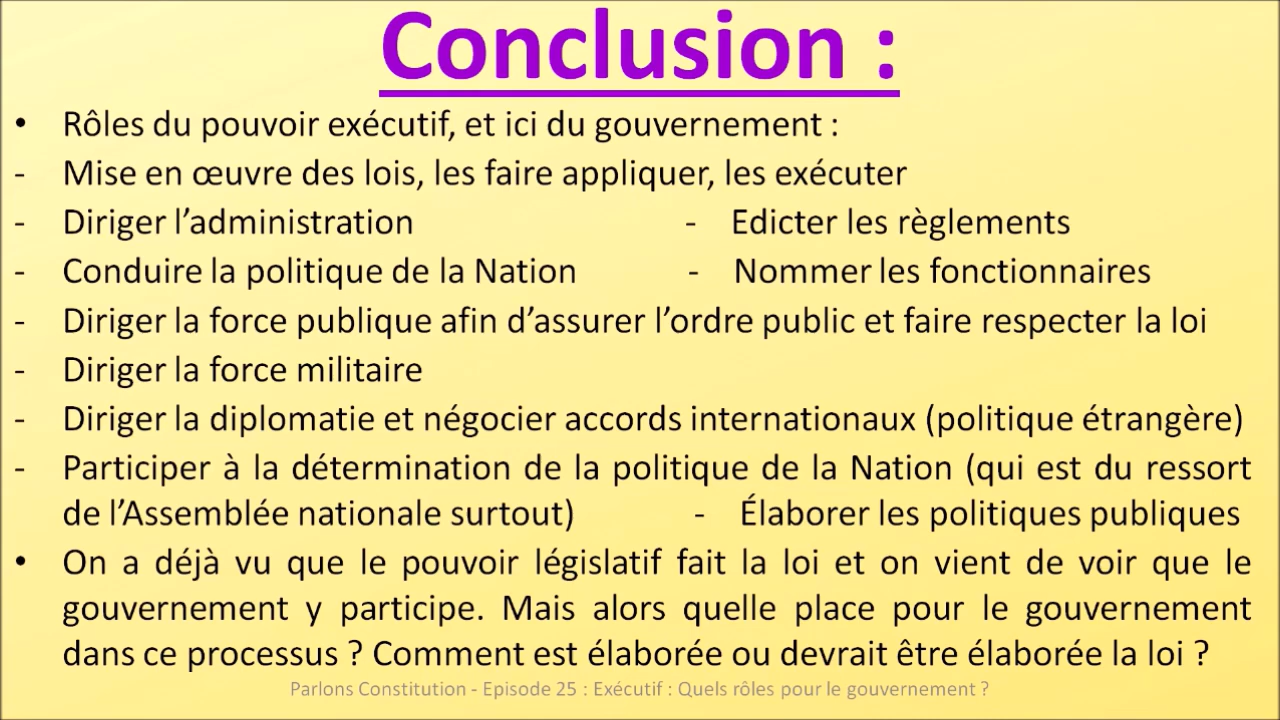 Conclusion :
• Rôles du pouvoir exécutif, et ici du gouvernement :
- Mise en œuvre des lois, les faire appliquer, les exécuter
- Diriger l’administration - Edicter les règlements
- Conduire la politique de la Nation - Nommer les fonctionnaires
- Diriger la force publique afin d’assurer l’ordre public et faire respecter la loi
- Diriger la force militaire
- Diriger la diplomatie et négocier accords internationaux (politique étrangère)
- Participer à la détermination de la politique de la Nation (qui est du ressort
de l’Assemblée nationale surtout) - Élaborer les politiques publiques
• On a déjà vu que le pouvoir législatif fait la loi et on vient de voir que le
gouvernement y participe. Mais alors quelle place pour le gouvernement
dans ce processus ? Comment est élaborée ou devrait être élaborée la loi ?
Parlons Constitution - Episode 25 : Exécutif : Quels rôles pour le gouvernement ?